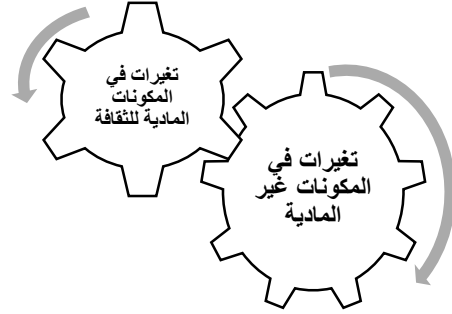 تغيرات في
المكونات
المادية للثقافة
تغيرات في
المكونات غير
المادية